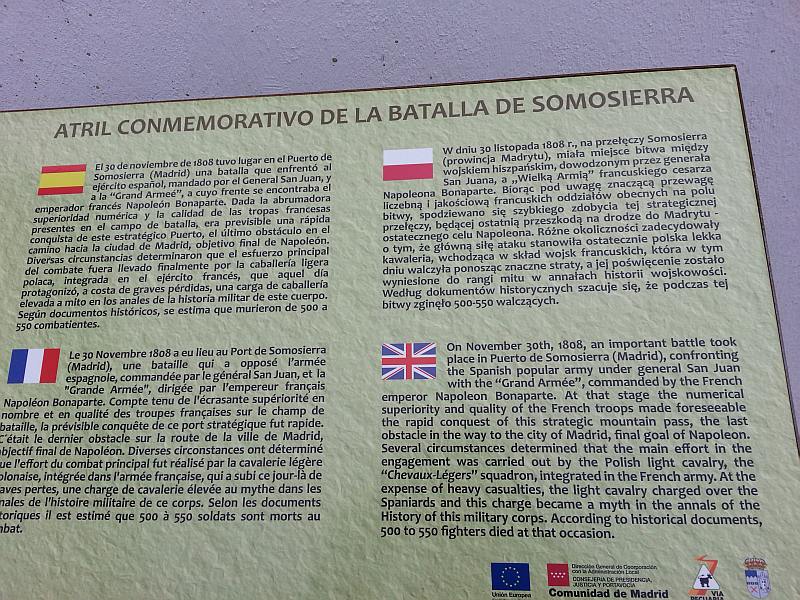 ATRIL CONMEMORATIVO DE LA BATALLA DE SOMOSIERRA
El 30 de noviembre de 1808 tuvo lugar en el Puerto de
Somosierra (Madrid) una batalla que enfrentó al
ejército español, mandado por el General San Juan, y
a la “Grand Armeé”, a cuyo frente se encontraba el
emperador francés Napoleón Bonaparte. Dada la abrumadora
superioridad numérica y la calidad de las tropas francesas
presentes en el campo de batalla, era previsible una rápida
conquista de este estratégico Puerto, el último obstáculo en el
camino hacia la ciudad de Madrid, objetivo final de Napoleón.
Diversas circunstancias determinaron que el esfuerzo principal
del combate fuera llevado finalmente por la caballería ligera
polaca, integrada en el ejército francés, que aquel día
protagonizó, a costa de graves pérdidas, una carga de caballería
elevada a mito en los anales de la historia militar de este cuerpo.
Según documentos históricos, se estima que murieron de 500 a
550 combatientes.
W dniu 30 listopada 1808 r., na przełęczy Somosierra
(prowincja Madrytu), miała miejsce bitwa między
wojskiem hiszpańskim, dowodzonym przez generała
San Juana, a „Wielką Armią” francuskiego cesarza
Napoleona Bonaparte. Biorąc pod uwagę znaczącą przewagę
liczebną i jakościową francuskich oddziałów obecnych na polu
bitwy, spodziewano się szybkiego zdobycia tej strategicznej
przełęczy, będącej ostatnią przeszkodą na drodze do Madrytu -
ostatecznego celu Napoleona. Różne okoliczności zadecydowały
o tym, że główną siłę ataku stanowiła ostatecznie polska lekka
kawaleria, wchodząca w skład wojsk francuskich, która w tym
dniu walczyła ponosząc znaczne straty, a jej poświęcenie zostało
wyniesione do rangi mitu w annałach historii wojskowości.
Według dokumentów historycznych szacuje się, że podczas tej
bitwy zginęło 500-550 walczących.
Le 30 Novembre 1808 a eu lieu au Port de Somosierra
(Madrid), une bataille qui a opposé l'armée
espagnole, commandée par le général San Juan, et la
"Grande Armée", dirigée par l'empereur français
Napoléon Bonaparte. Compte tenu de l'écrasante supériorité en
nombre et en qualité des troupes françaises sur le champ de
bataille, la prévisible conquête de ce port stratégique fut rapide.
C'était le dernier obstacle sur la route de la ville de Madrid,
objectif final de Napoléon. Diverses circonstances ont déterminé
que l'effort du combat principal fut réalisé par la cavalerie légère
polonaise, intégrée dans l'armée française, qui a subi ce jour-là de
graves pertes, une charge de cavalerie élevée au mythe dans les
annales de l'histoire militaire de ce corps. Selon les documents
historiques il est estimé que 500 à 550 soldats sont morts au
combat.
On November 30th, 1808, an important battle took
place in Puerto de Somosierra (Madrid), confronting
the Spanish popular army under general San Juan
with the “Grand Armée”, commanded by the French
emperor Napoleon Bonaparte. At that stage the numerical
superiority and quality of the French troops made foreseeable
the rapid conquest of this strategic mountain pass, the last
obstacle in the way to the city of Madrid, final goal of Napoleon.
Several circumstances determined that the main effort in the
engagement was carried out by the Polish light cavalry, the
“Chevaux-Légers” squadron, integrated in the French army. At the
expense of heavy casualties, the light cavalry charged over the
Spaniards and this charge became a myth in the annals of the
History of this military corps. According to historical documents,
500 to 550 fighters died at that occasion.
Unión Europea
Dirección General de Cooperación
con la Administración Local
CONSEJERÍA DE PRESIDENCIA,
JUSTICIA Y PORTAVOCÍA
Comunidad de Madrid
VIA
PECUARIA